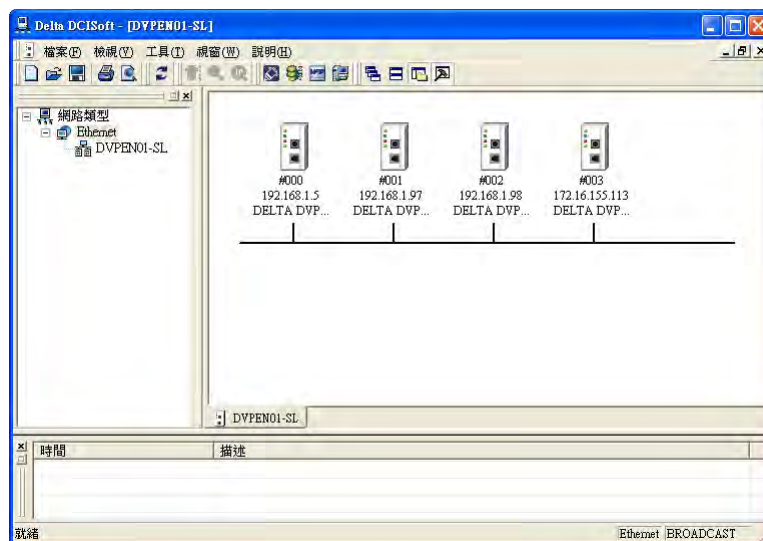 Delta DCISoft - [DVPEN01-SL]
檔案(F) 檢視(V) 工具(T) 視窗(W) 說明(H)
網路類型
Ethernet
DVPEN01-SL
#000 #001 #002 #003
192.168.1.5 192.168.1.97 192.168.1.98 172.16.155.113
DELTA DVP... DELTA DVP... DELTA DVP... DELTA DVP...
DVPEN01-SL
時間 描述
就緒 Ethernet BROADCAST